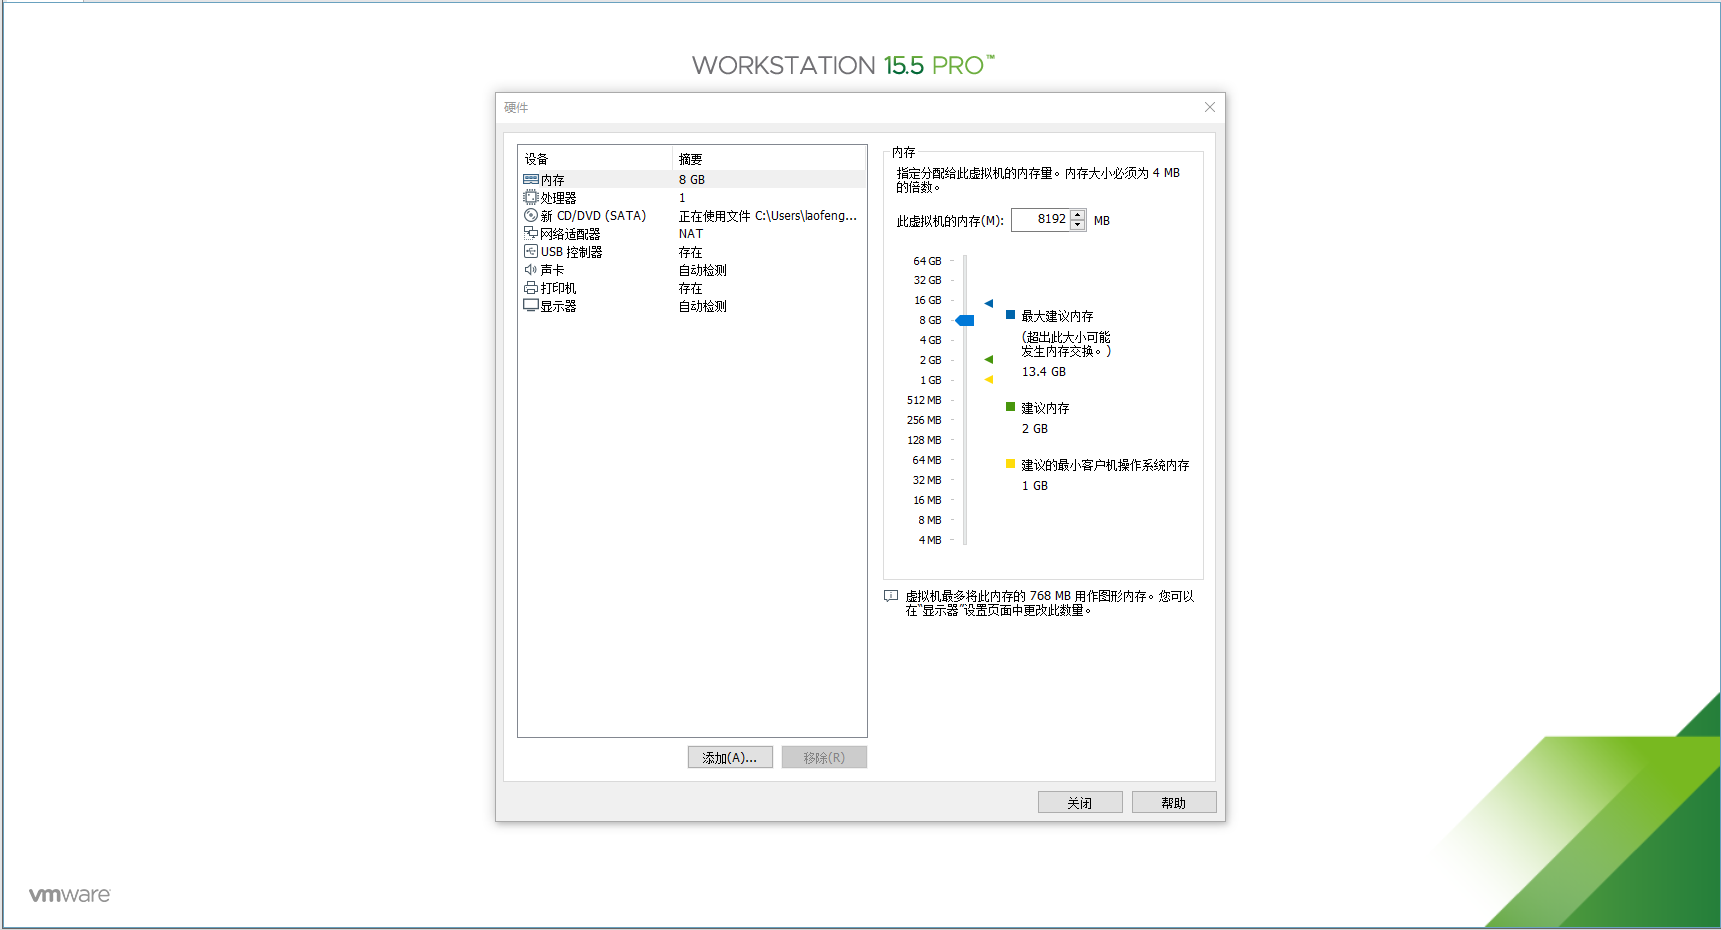 WORKSTATION 15.5 PRO™
硬件
设备 摘要
内存 8 GB
处理器 1
新 CD/DVD (SATA) 正在使用文件 C:\Users\laofeng...
网络适配器 NAT
USB 控制器 存在
声卡 自动检测
打印机 存在
显示器 自动检测
添加(A)... 移除(R)
内存
指定分配给此虚拟机的内存量。内存大小必须为 4 MB
的倍数。
此虚拟机的内存(M): 8192 MB
64 GB
32 GB
16 GB
8 GB
4 GB
2 GB
1 GB
512 MB
256 MB
128 MB
64 MB
32 MB
16 MB
8 MB
4 MB
最大建议内存
(超出此大小可能
发生内存交换。)
13.4 GB
建议内存
2 GB
建议的最小客户机操作系统内存
1 GB
虚拟机最多将此内存的 768 MB 用作图形内存。您可以
在“显示器”设置页面中更改此数量。
关闭 帮助
vmware